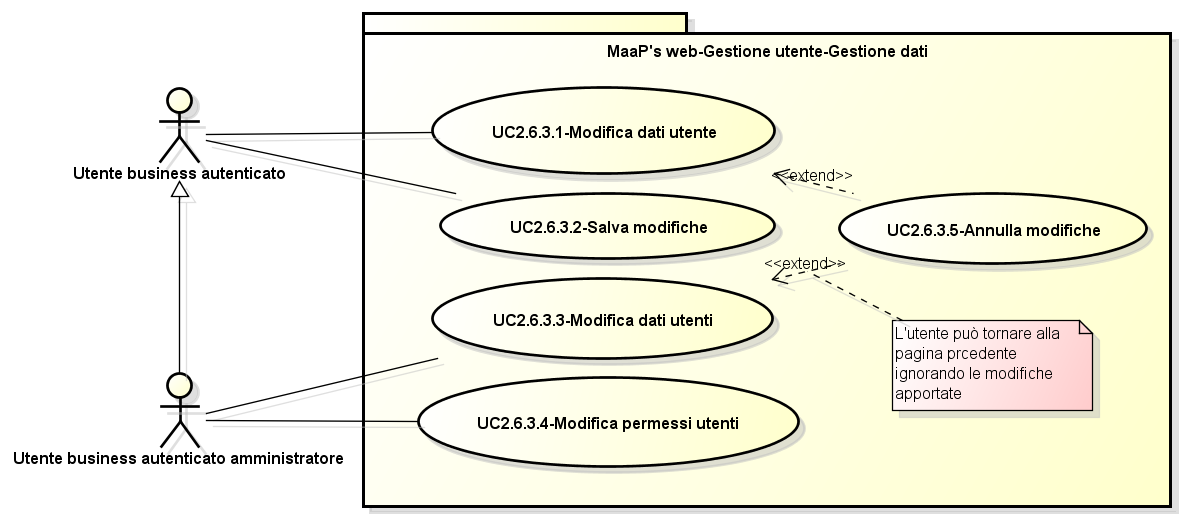 MaaP's web-Gestione utente-Gestione dati
UC2.6.3.1-Modifica dati utente
Utente business autenticato
<<extend>>
UC2.6.3.2-Salva modifiche
UC2.6.3.5-Annulla modifiche
<<extend>>
UC2.6.3.3-Modifica dati utenti
L'utente può tornare alla
pagina prcedente
ignorando le modifiche
apportate
UC2.6.3.4-Modifica permessi utenti
Utente business autenticato amministratore